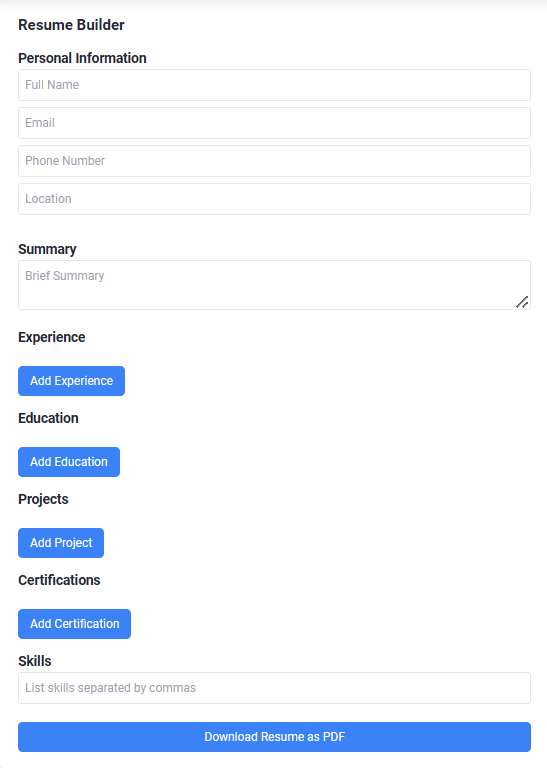 Resume Builder
Personal Information
Full Name
Email
Phone Number
Location
Summary
Brief Summary
Experience
Add Experience
Education
Add Education
Projects
Add Project
Certifications
Add Certification
Skills
List skills separated by commas
Download Resume as PDF